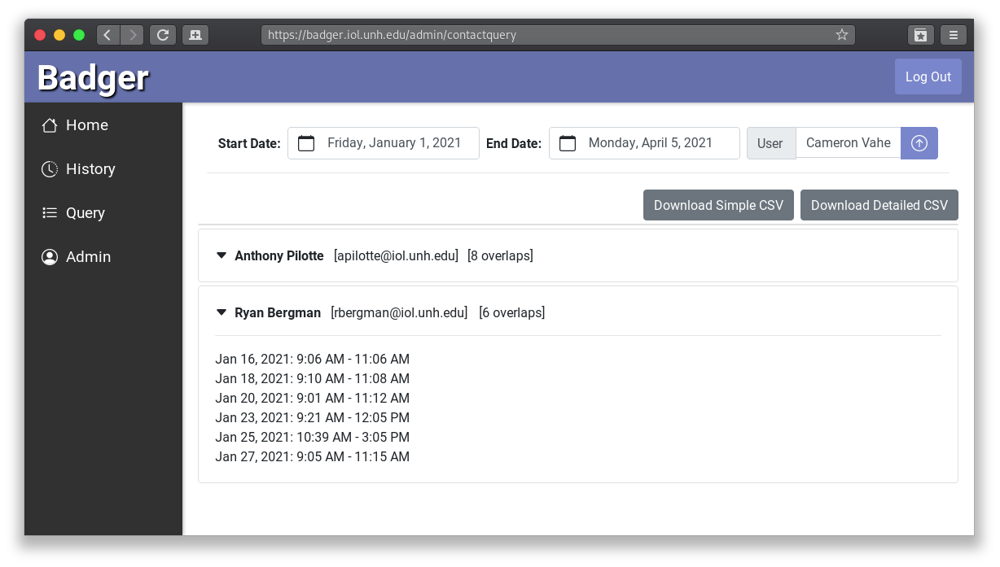 https://badger.iol.unh.edu/admin/contactquery
Badger
Log Out
Home
History
Query
Admin
Start Date: Friday, January 1, 2021 End Date: Monday, April 5, 2021 User Cameron Vahe
Download Simple CSV Download Detailed CSV
Anthony Pilotte [apilotte@iol.unh.edu] [8 overlaps]
Ryan Bergman [rbergman@iol.unh.edu] [6 overlaps]
Jan 16, 2021: 9:06 AM - 11:06 AM
Jan 18, 2021: 9:10 AM - 11:08 AM
Jan 20, 2021: 9:01 AM - 11:12 AM
Jan 23, 2021: 9:21 AM - 12:05 PM
Jan 25, 2021: 10:39 AM - 3:05 PM
Jan 27, 2021: 9:05 AM - 11:15 AM